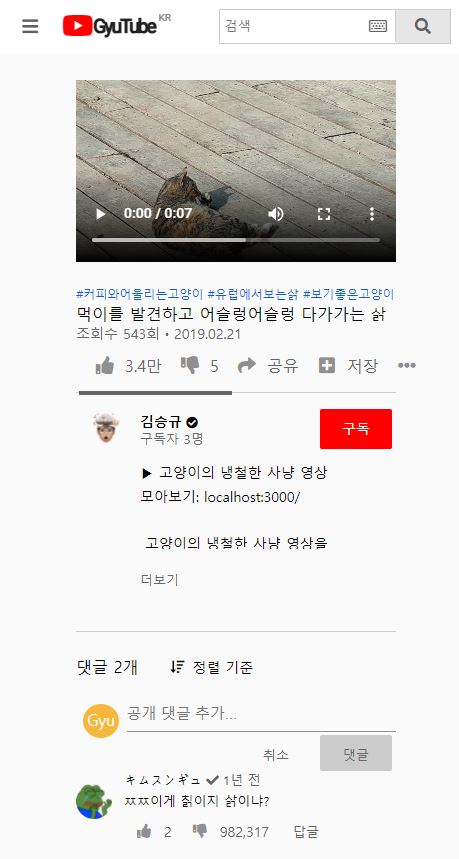 GyuTube KR
검색
0:00 / 0:07
#커피와어울리는고양이 #유럽에서보는삶 #보기좋은고양이
먹이를 발견하고 어슬렁어슬렁 다가가는 삵
조회수 543회 • 2019.02.21
3.4만 5 공유 저장
김승규
구독자 3명
구독
▶ 고양이의 냉철한 사냥 영상
모아보기: localhost:3000/
고양이의 냉철한 사냥 영상을
더보기
댓글 2개 정렬 기준
Gyu 공개 댓글 추가...
취소 댓글
キムスンギュ 1년 전
ㅉㅉ이게 칡이지 삵이냐?
2 982,317 답글